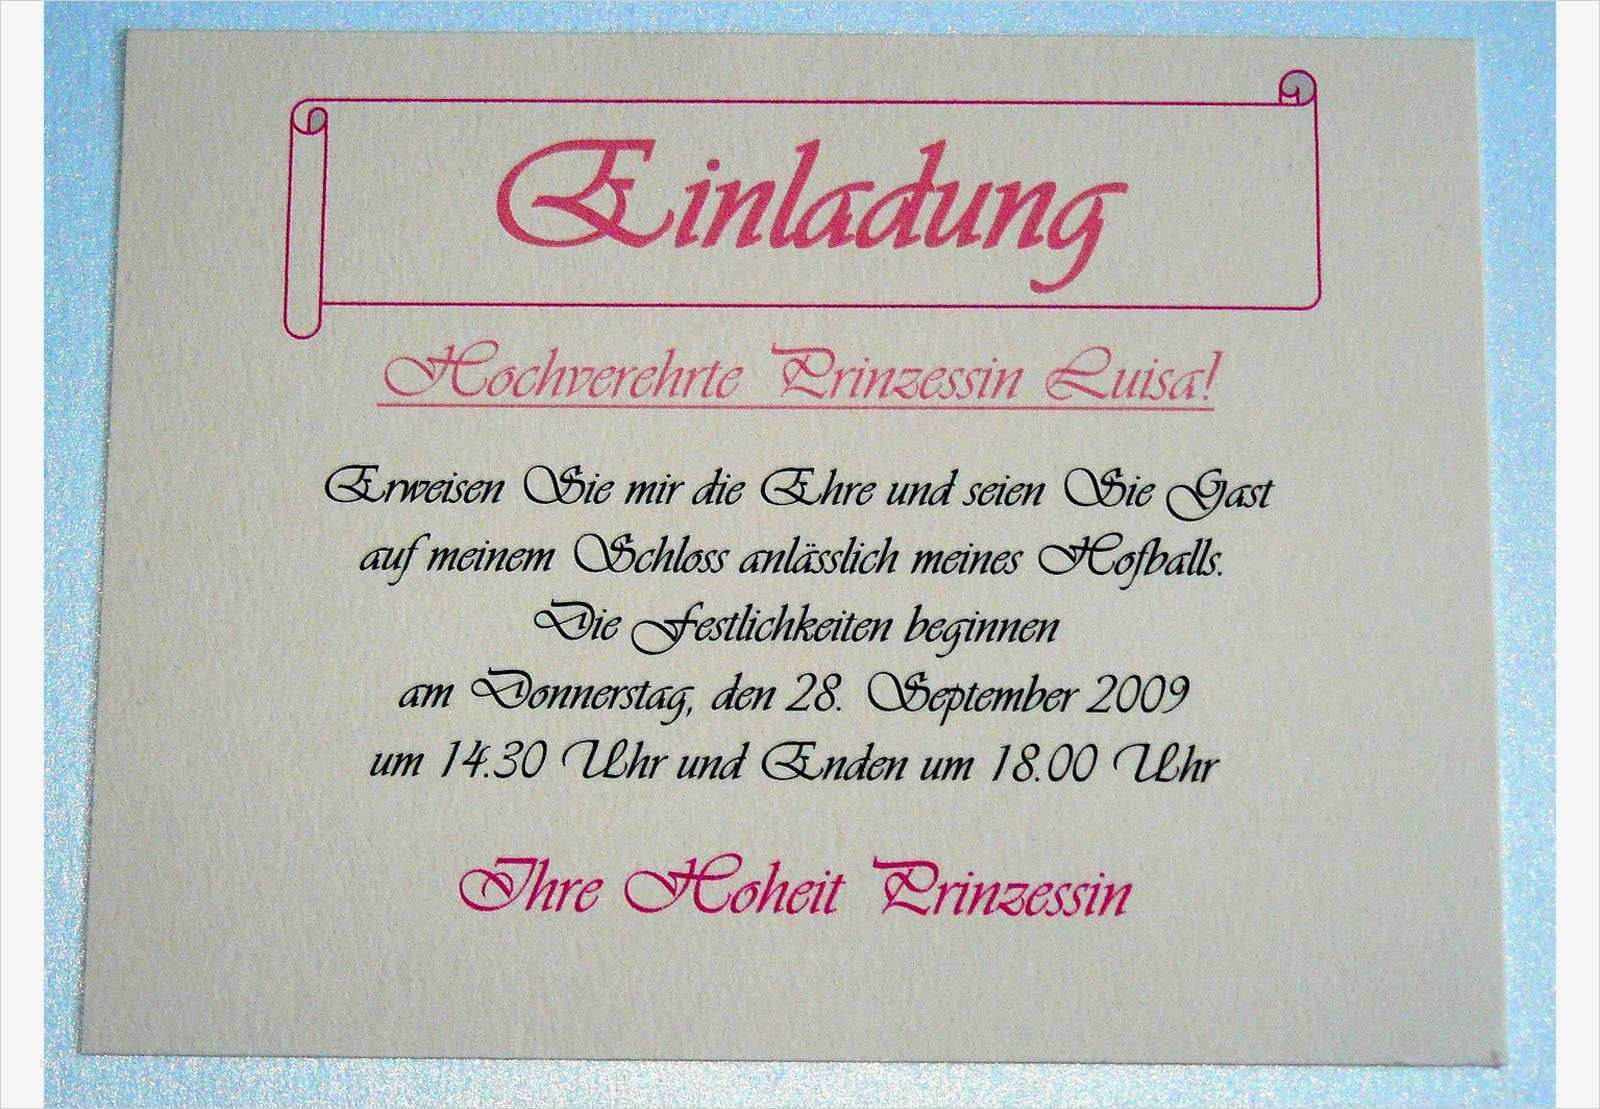 Einladung
Hochverehrte Prinzessin Luisa!
Erweisen Sie mir die Ehre und seien Sie Gast
auf meinem Schloss anlässlich meines Hofballs.
Die Festlichkeiten beginnen
am Donnerstag, den 28. September 2009
um 14.30 Uhr und Enden um 18.00 Uhr
Ihre Hoheit Prinzessin